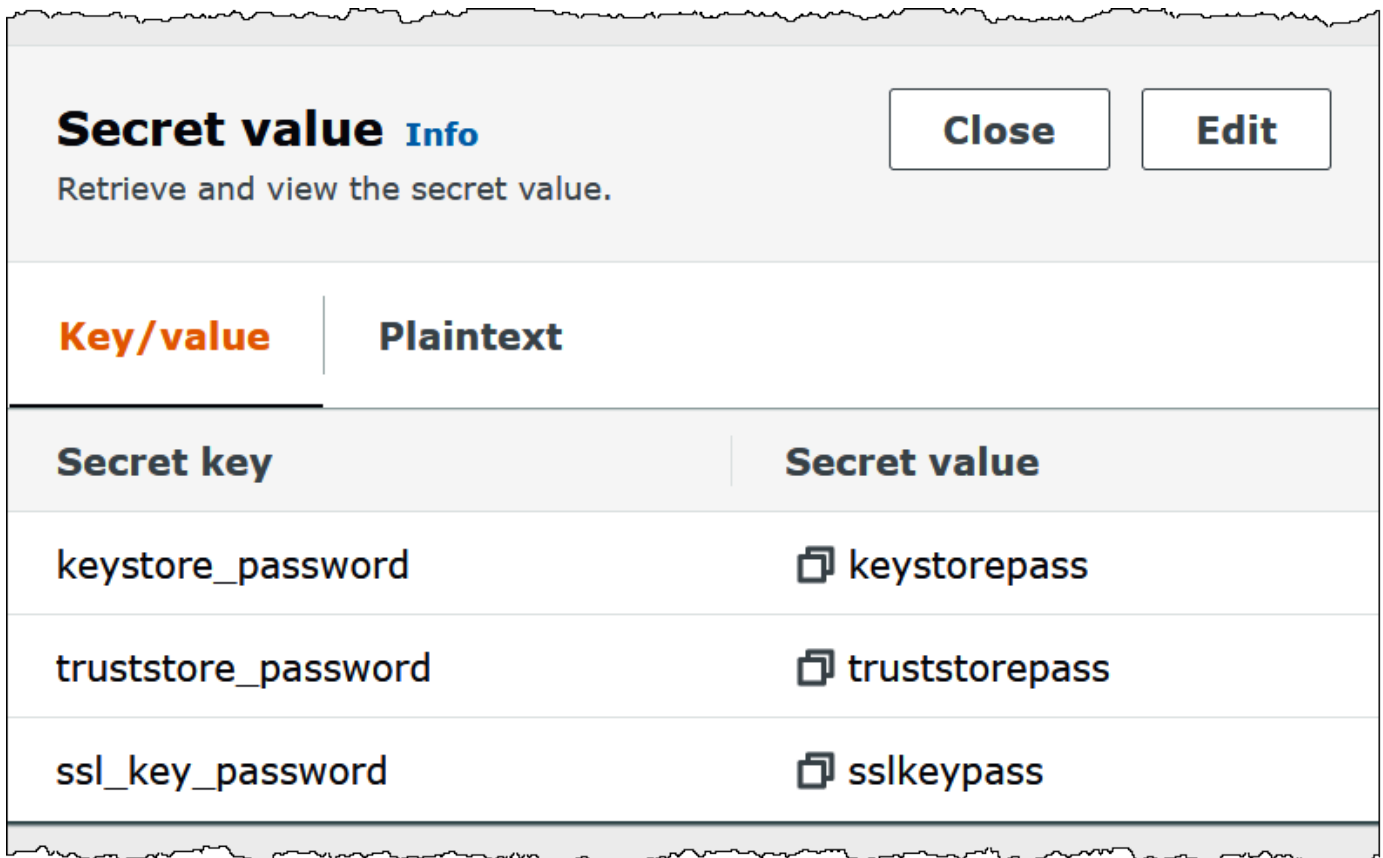 Secret value Info
Close Edit
Retrieve and view the secret value.
Key/value Plaintext
Secret key Secret value
keystore_password keystorepass
truststore_password truststorepass
ssl_key_password sslkeypass